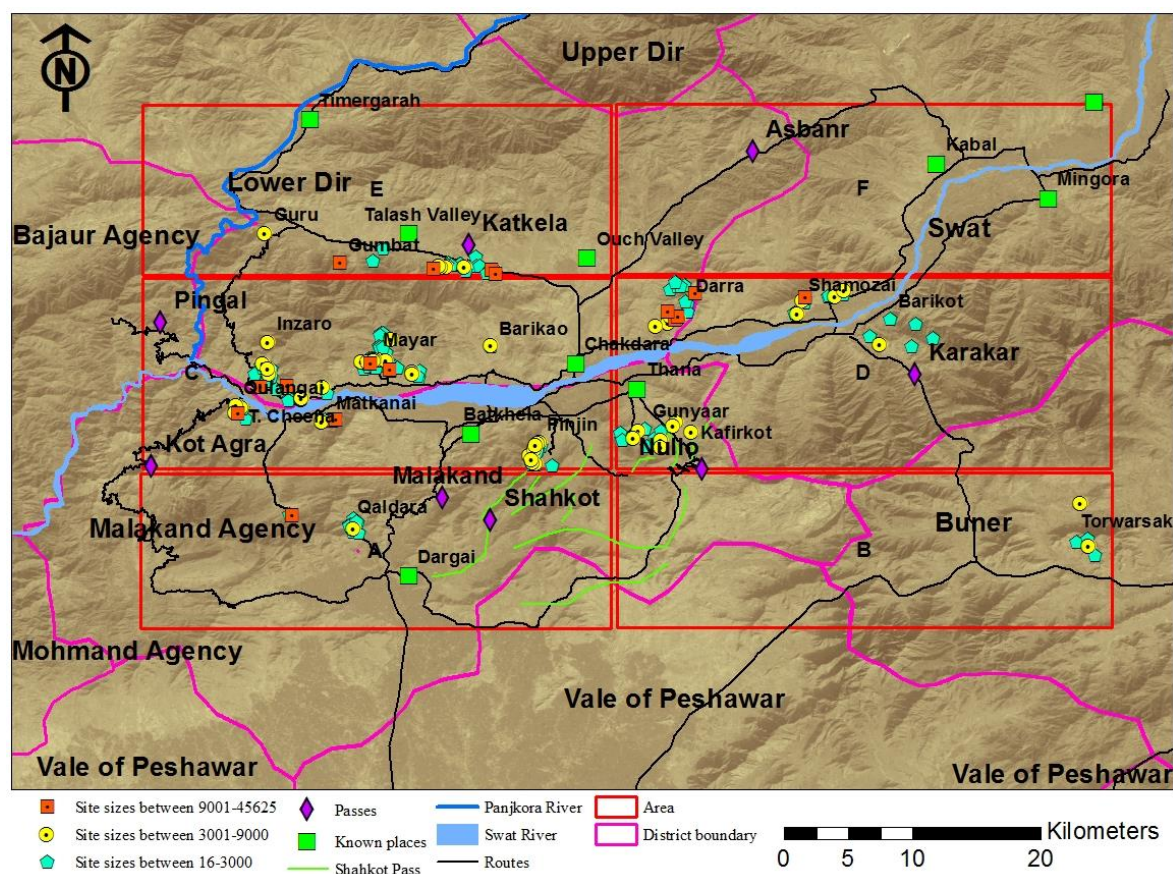 N
Upper Dir
Timergarah
Asbanr
Kabal
Mingora
Lower Dir
E
F
Guru
Talash Valley
Katkela
Swat
Bajaur Agency
Gumbat
Ouch Valley
Pingal
Darra
Shamozai
Barikot
Inzaro
Mayar
Barikao
Chakdara
Karakar
C
D
Qulangai
Thana
T. Cheena
Matkanai
Batkhela
Pinjin
Gunyaar
Kafirkot
Kot Agra
Nullo
Malakand
Shahkot
Malakand Agency
Qaldara
Buner
Torwarsak
A
B
Dargai
Mohmand Agency
Vale of Peshawar
Vale of Peshawar
Vale of Peshawar
Site sizes between 9001-45625
Passes
Panjkora River
Area
Site sizes between 3001-9000
Known places
Swat River
District boundary
Kilometers
Site sizes between 16-3000
Shahkot Pass
Routes
0 5 10 20